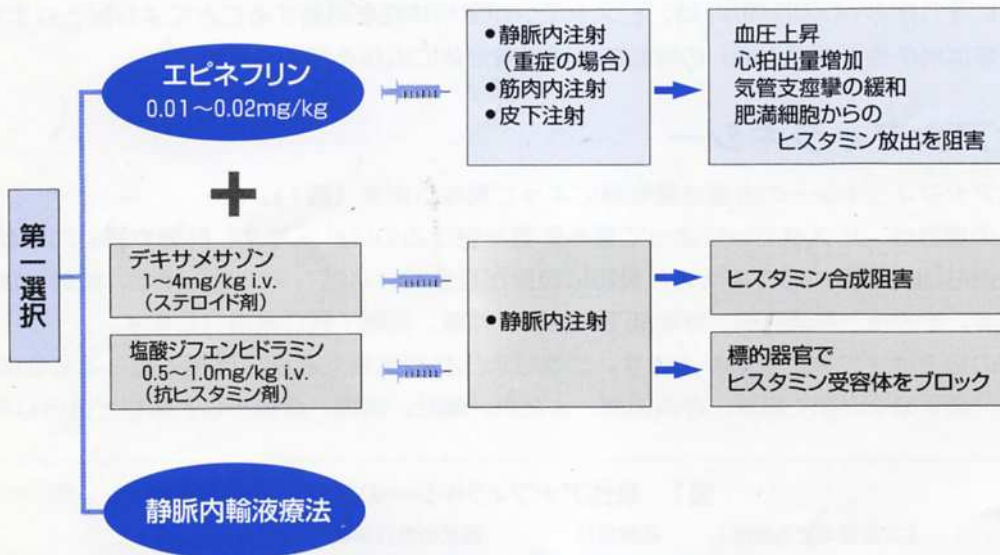 エピネフリン
0.01〜0.02mg/kg
●静脈内注射
(重症の場合)
●筋肉内注射
●皮下注射
血圧上昇
心拍出量増加
気管支痙攣の緩和
肥満細胞からの
ヒスタミン放出を阻害
第一選択
デキサメサゾン
1〜4mg/kg i.v.
(ステロイド剤)
塩酸ジフェンヒドラミン
0.5〜1.0mg/kg i.v.
(抗ヒスタミン剤)
●静脈内注射
ヒスタミン合成阻害
標的器官で
ヒスタミン受容体をブロック
静脈内輸液療法